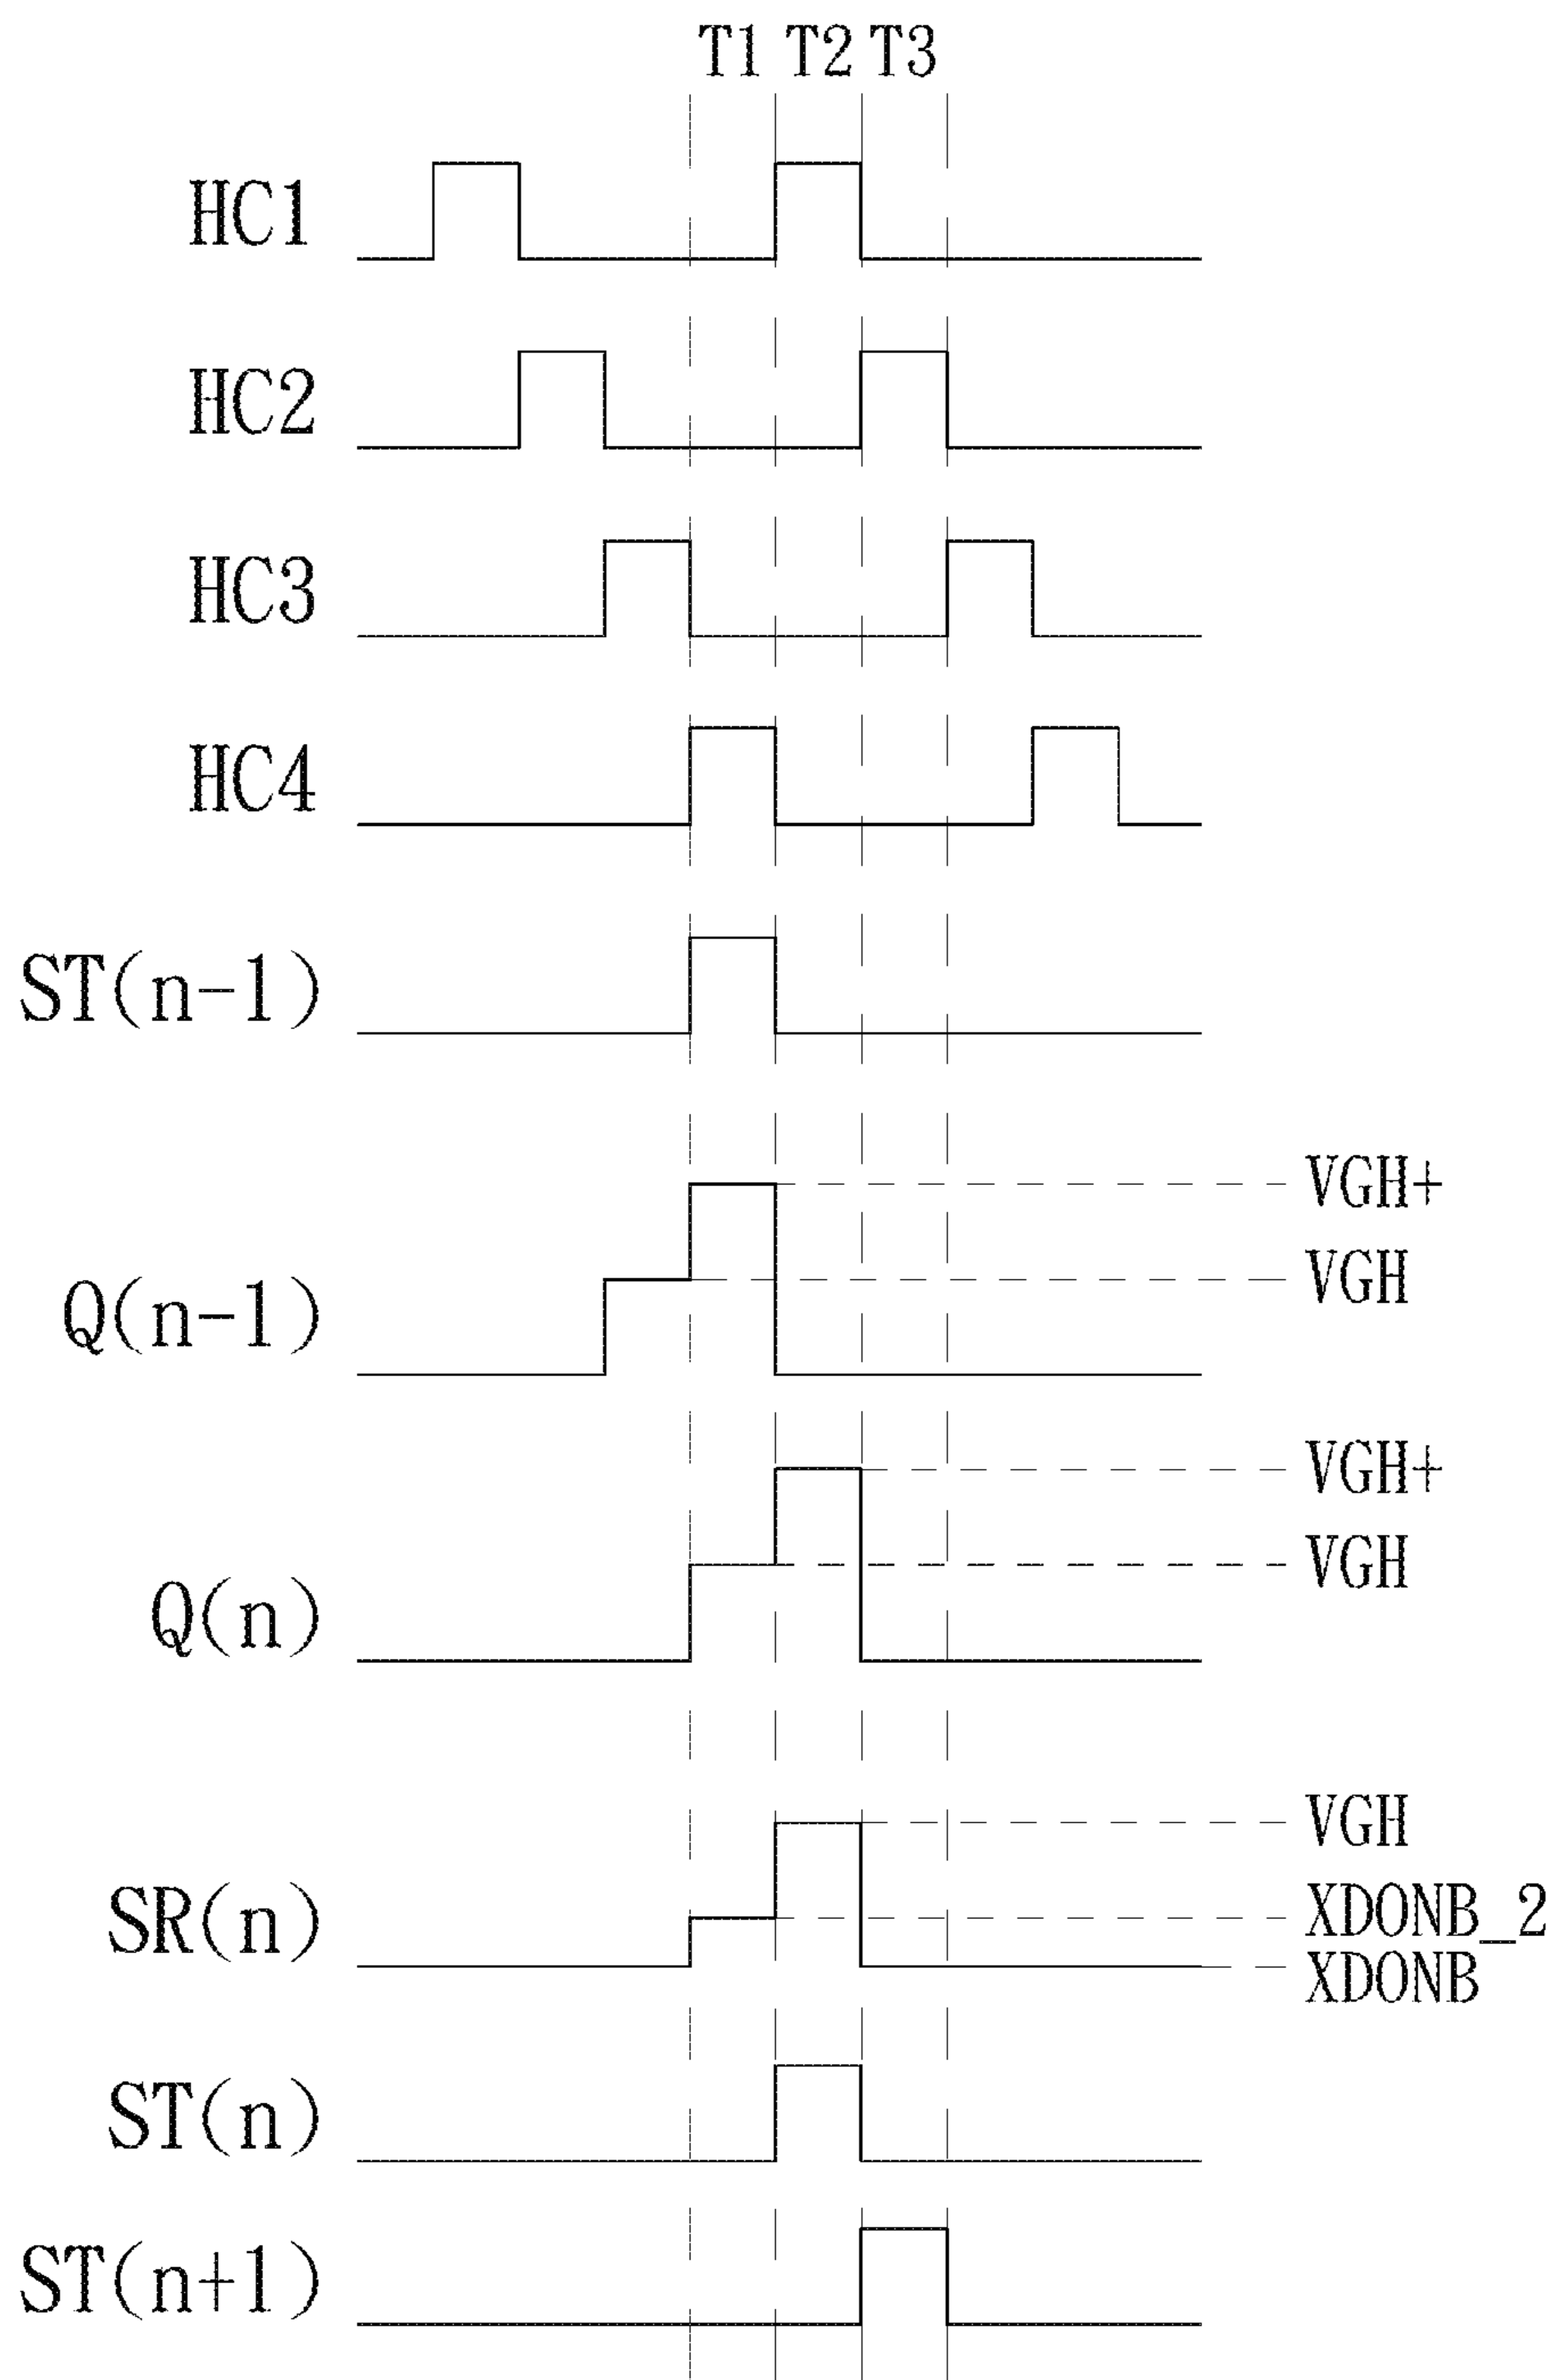 T1 T2 T3
HC1
HC2
HC3
HC4
ST(n-1)
VGH+
VGH
Q(n-1)
VGH+
VGH
Q(n)
VGH
SR(n)
XDONB_2
XDONB
ST(n)
ST(n+1)